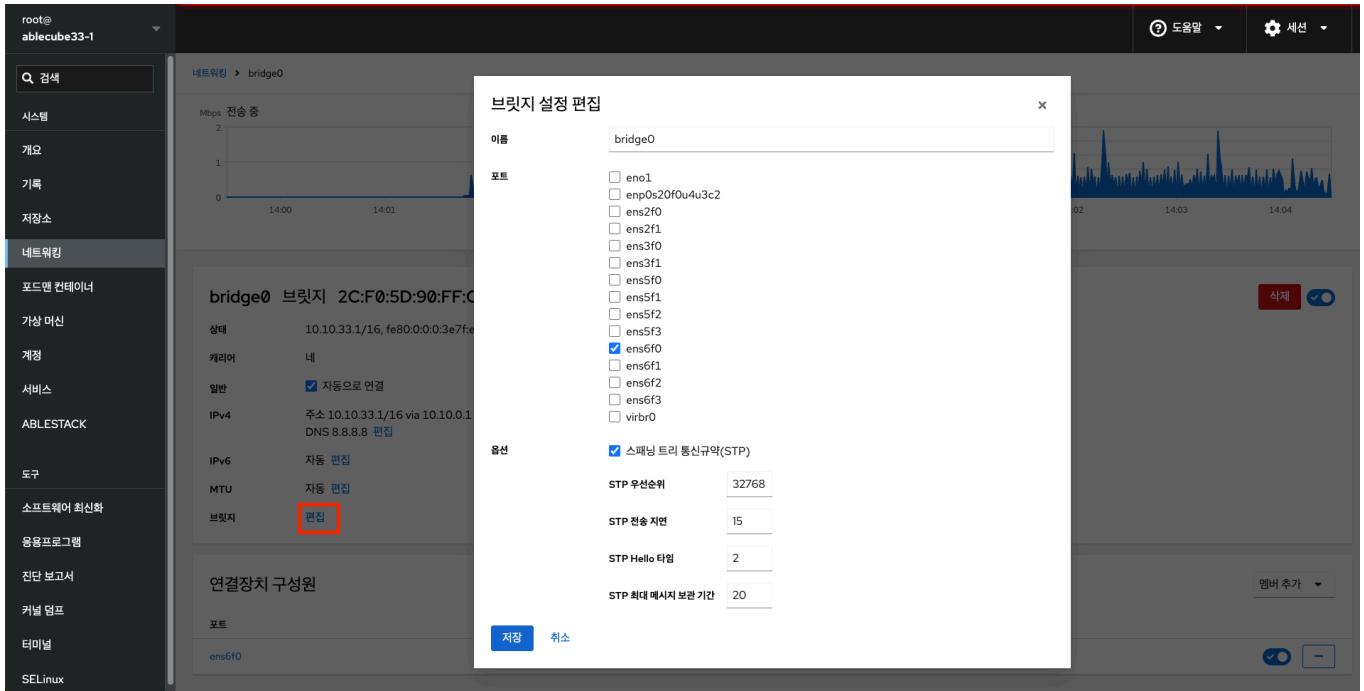 root@
ablecube33-1
도움말
세션
검색
시스템
개요
기록
저장소
네트워킹
포드맨 컨테이너
가상 머신
계정
서비스
ABLESTACK
도구
소프트웨어 최신화
응용프로그램
진단 보고서
커널 덤프
터미널
SELinux
네트워킹 > bridge0
Mbps 전송 중
2
1
0
14:00 14:01
:02 14:03 14:04
bridge0 브릿지 2C:F0:5D:90:FF:C
삭제
상태 10.10.33.1/16, fe80:0:0:0:3e7f:e
캐리어 네
일반 자동으로 연결
IPv4 주소 10.10.33.1/16 via 10.10.0.1
DNS 8.8.8.8 편집
IPv6 자동 편집
MTU 자동 편집
브릿지 편집
연결장치 구성원
멤버 추가
포트
ens6f0
브릿지 설정 편집
이름 bridge0
포트
eno1
enp0s20f0u4u3c2
ens2f0
ens2f1
ens3f0
ens3f1
ens5f0
ens5f1
ens5f2
ens5f3
ens6f0
ens6f1
ens6f2
ens6f3
virbr0
옵션 스패닝 트리 통신규약(STP)
STP 우선순위 32768
STP 전송 지연 15
STP Hello 타임 2
STP 최대 메시지 보관 기간 20
저장 취소